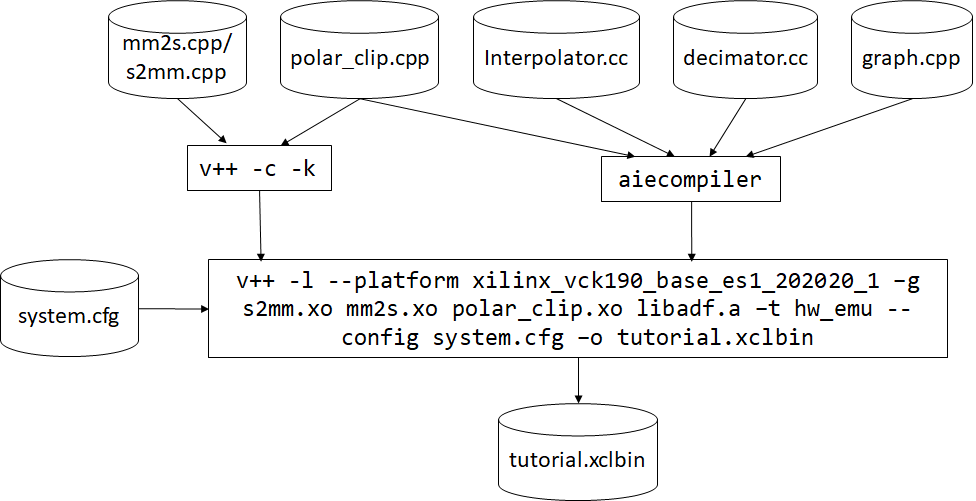 mm2s.cpp/
s2mm.cpp
polar_clip.cpp
Interpolator.cc
decimator.cc
graph.cpp
v++ -c -k
aiecompiler
system.cfg
v++ -l --platform xilinx_vck190_base_es1_202020_1 –g
s2mm.xo mm2s.xo polar_clip.xo libadf.a –t hw_emu --
config system.cfg –o tutorial.xclbin
tutorial.xclbin